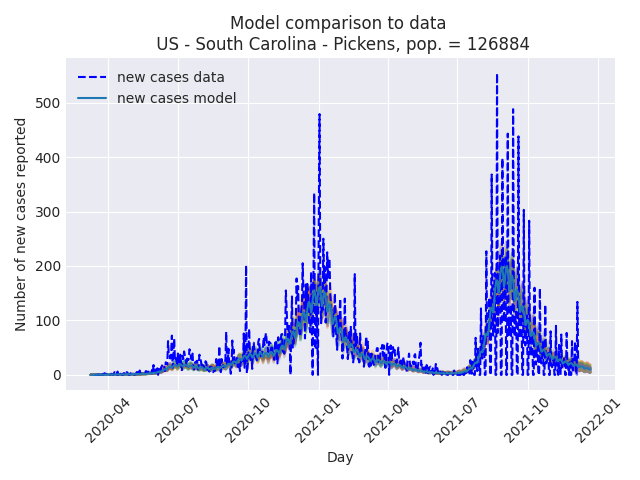 Model comparison to data
US - South Carolina - Pickens, pop. = 126884
new cases data
new cases model
Number of new cases reported
500
400
300
200
100
0
2020-04
2020-07
2020-10
2021-01
2021-04
2021-07
2021-10
2022-01
Day